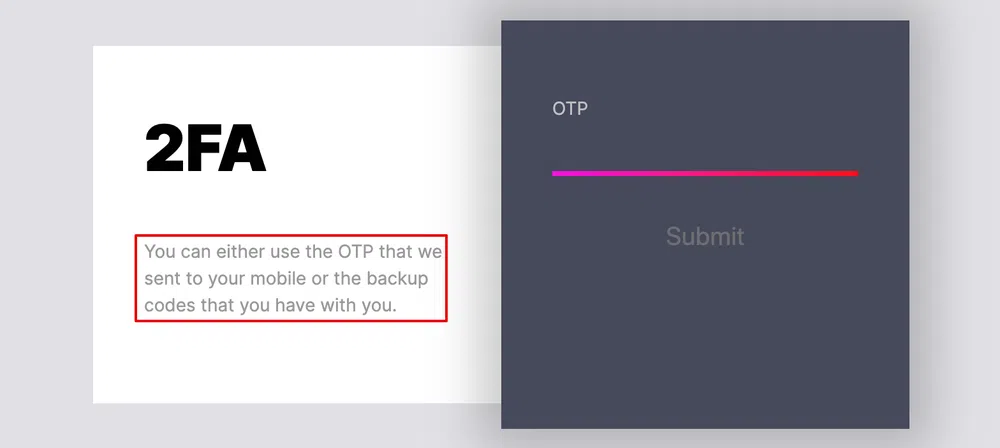 2FA
You can either use the OTP that we
sent to your mobile or the backup
codes that you have with you.
OTP
Submit